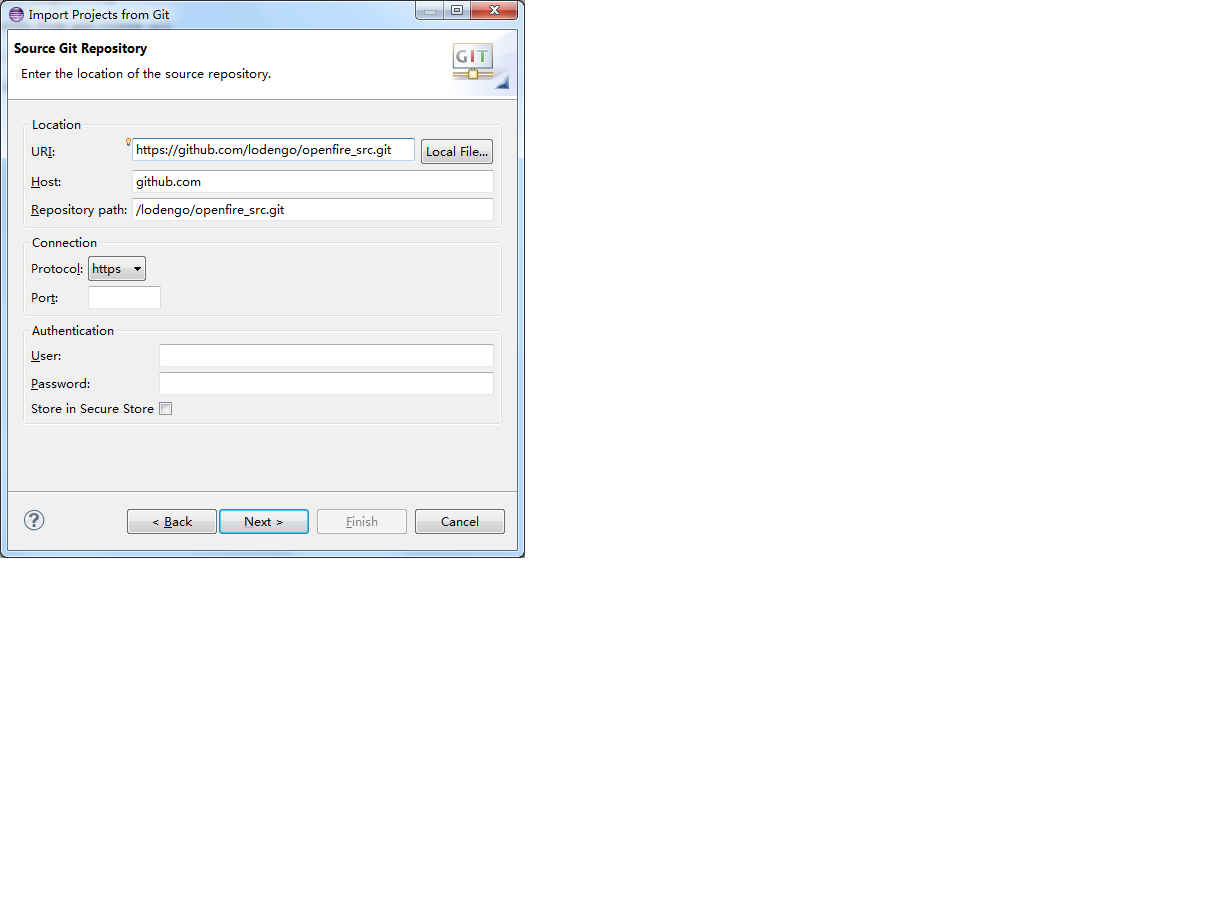 Import Projects from Git
Source Git Repository
Enter the location of the source repository.
GIT
Location
URI: https://github.com/lodengo/openfire_src.git Local File...
Host: github.com
Repository path: /lodengo/openfire_src.git
Connection
Protocol: https
Port:
Authentication
User:
Password:
Store in Secure Store
? < Back Next > Finish Cancel